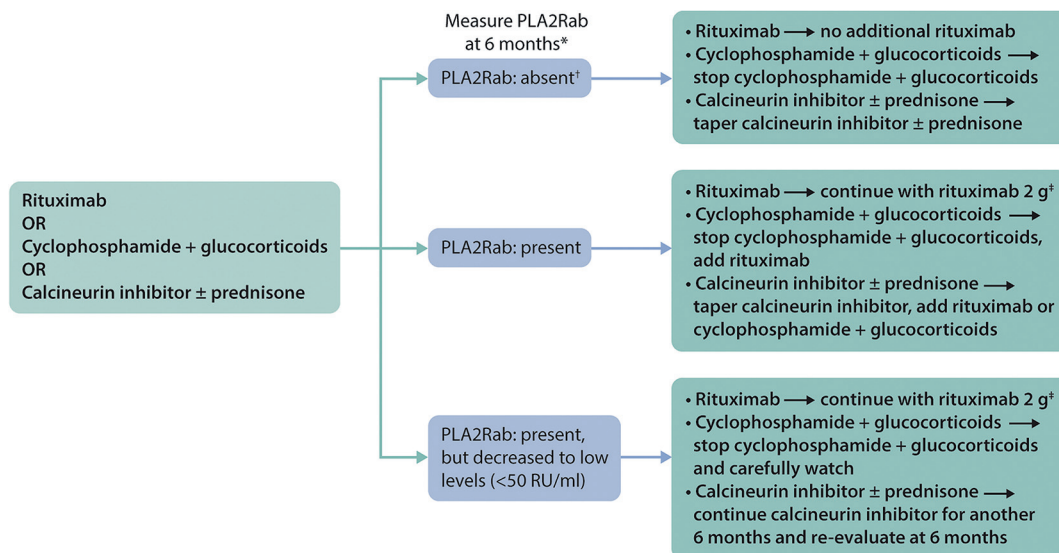 Measure PLA2Rab
at 6 months*
Rituximab
OR
Cyclophosphamide + glucocorticoids
OR
Calcineurin inhibitor ± prednisone
PLA2Rab: absent†
• Rituximab → no additional rituximab
• Cyclophosphamide + glucocorticoids →
stop cyclophosphamide + glucocorticoids
• Calcineurin inhibitor ± prednisone →
taper calcineurin inhibitor ± prednisone
PLA2Rab: present
• Rituximab → continue with rituximab 2 g‡
• Cyclophosphamide + glucocorticoids →
stop cyclophosphamide + glucocorticoids,
add rituximab
• Calcineurin inhibitor ± prednisone →
taper calcineurin inhibitor, add rituximab or
cyclophosphamide + glucocorticoids
PLA2Rab: present,
but decreased to low
levels (<50 RU/ml)
• Rituximab → continue with rituximab 2 g‡
• Cyclophosphamide + glucocorticoids →
stop cyclophosphamide + glucocorticoids
and carefully watch
• Calcineurin inhibitor ± prednisone →
continue calcineurin inhibitor for another
6 months and re-evaluate at 6 months